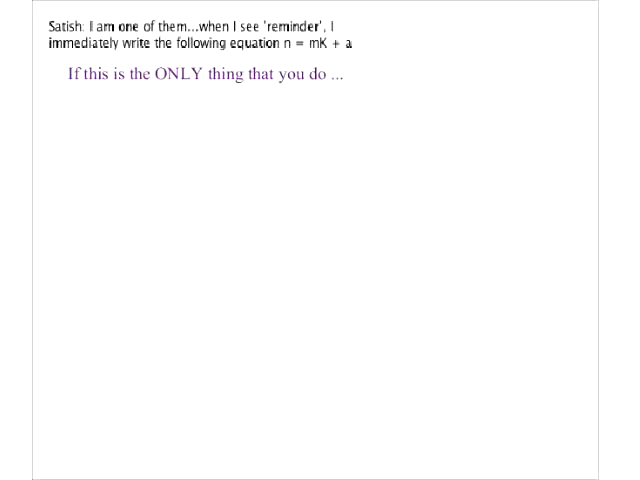 Satish: I am one of them...when I see 'reminder', I
immediately write the following equation n = mK + a
If this is the ONLY thing that you do ...